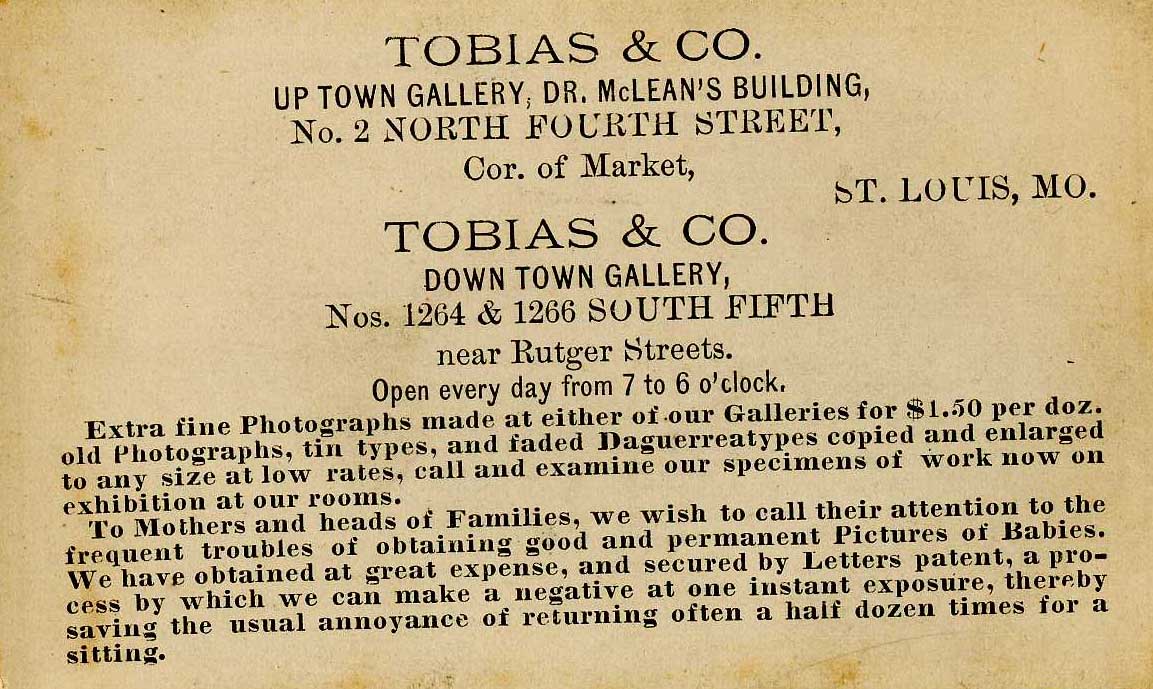 TOBIAS & CO.
UP TOWN GALLERY, DR. McLEAN'S BUILDING,
No. 2 NORTH FOURTH STREET,
Cor. of Market,
ST. LOUIS, MO.
TOBIAS & CO.
DOWN TOWN GALLERY,
Nos. 1264 & 1266 SOUTH FIFTH
near Rutger Streets.
Open every day from 7 to 6 o'clock.
Extra fine Photographs made at either of our Galleries for $1.50 per doz.
old Photographs, tin types, and faded Daguerreatypes copied and enlarged
to any size at low rates, call and examine our specimens of work now on
exhibition at our rooms.
To Mothers and heads of Families, we wish to call their attention to the
frequent troubles of obtaining good and permanent Pictures of Babies.
We have obtained at great expense, and secured by Letters patent, a pro-
cess by which we can make a negative at one instant exposure, thereby
saving the usual annoyance of returning often a half dozen times for a
sitting.